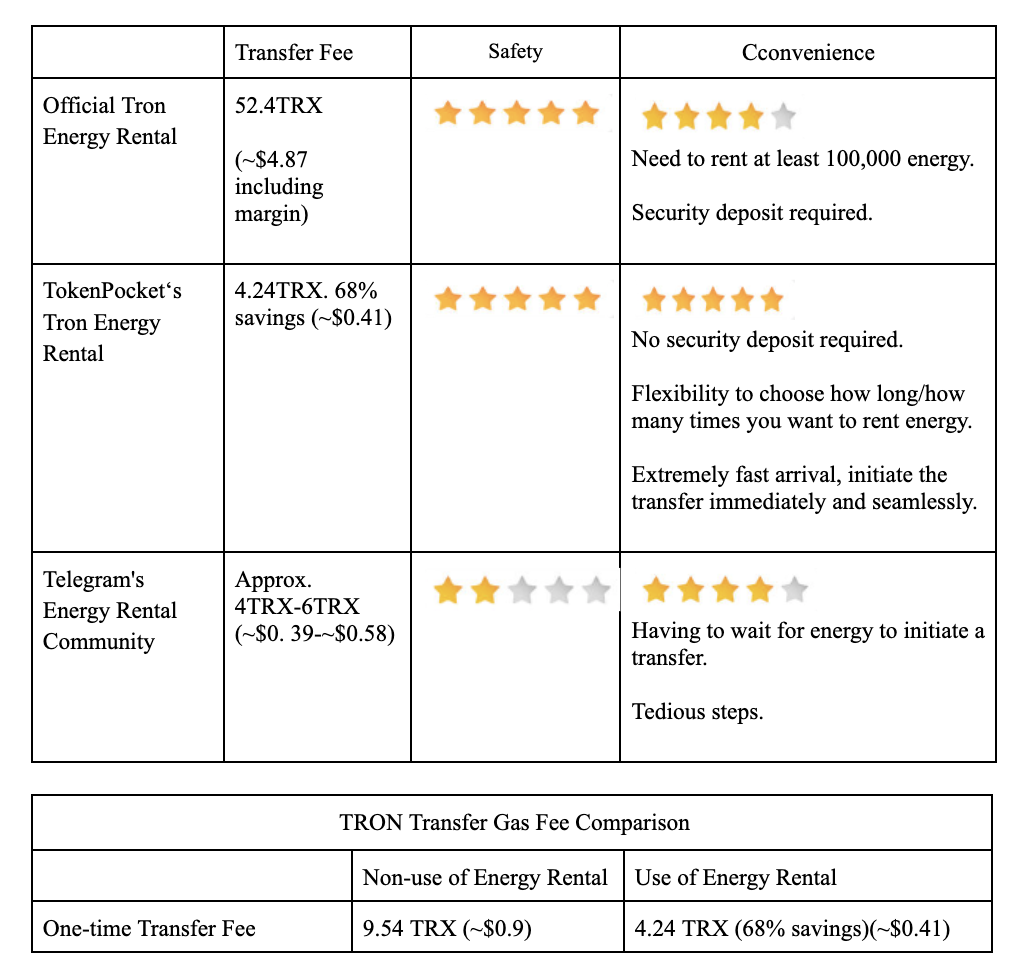 Transfer Fee
Safety
Cconvenience
Official Tron
Energy Rental
52.4TRX
(~$4.87
including
margin)
Need to rent at least 100,000 energy.
Security deposit required.
TokenPocket‘s
Tron Energy
Rental
4.24TRX. 68%
savings (~$0.41)
No security deposit required.
Flexibility to choose how long/how
many times you want to rent energy.
Extremely fast arrival, initiate the
transfer immediately and seamlessly.
Telegram's
Energy Rental
Community
Approx.
4TRX-6TRX
(~$0. 39-~$0.58)
Having to wait for energy to initiate a
transfer.
Tedious steps.
TRON Transfer Gas Fee Comparison
Non-use of Energy Rental
Use of Energy Rental
One-time Transfer Fee
9.54 TRX (~$0.9)
4.24 TRX (68% savings)(~$0.41)